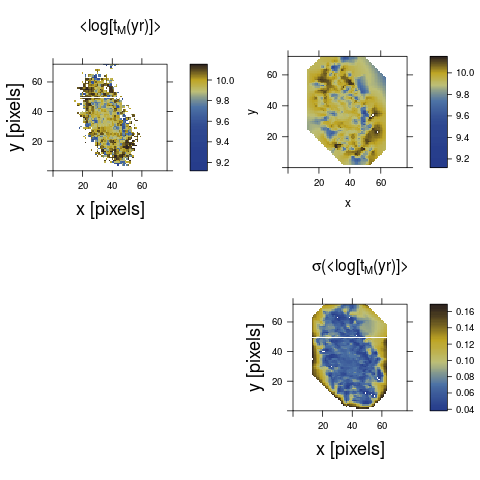 <log[tM(yr)]>
60
40
20
20 40 60
y [pixels]
x [pixels]
10.0
9.8
9.6
9.4
9.2
60
40
20
20 40 60
y
x
10.0
9.8
9.6
9.4
9.2
σ(<log[tM(yr)]>
60
40
20
20 40 60
y [pixels]
x [pixels]
0.16
0.14
0.12
0.10
0.08
0.06
0.04